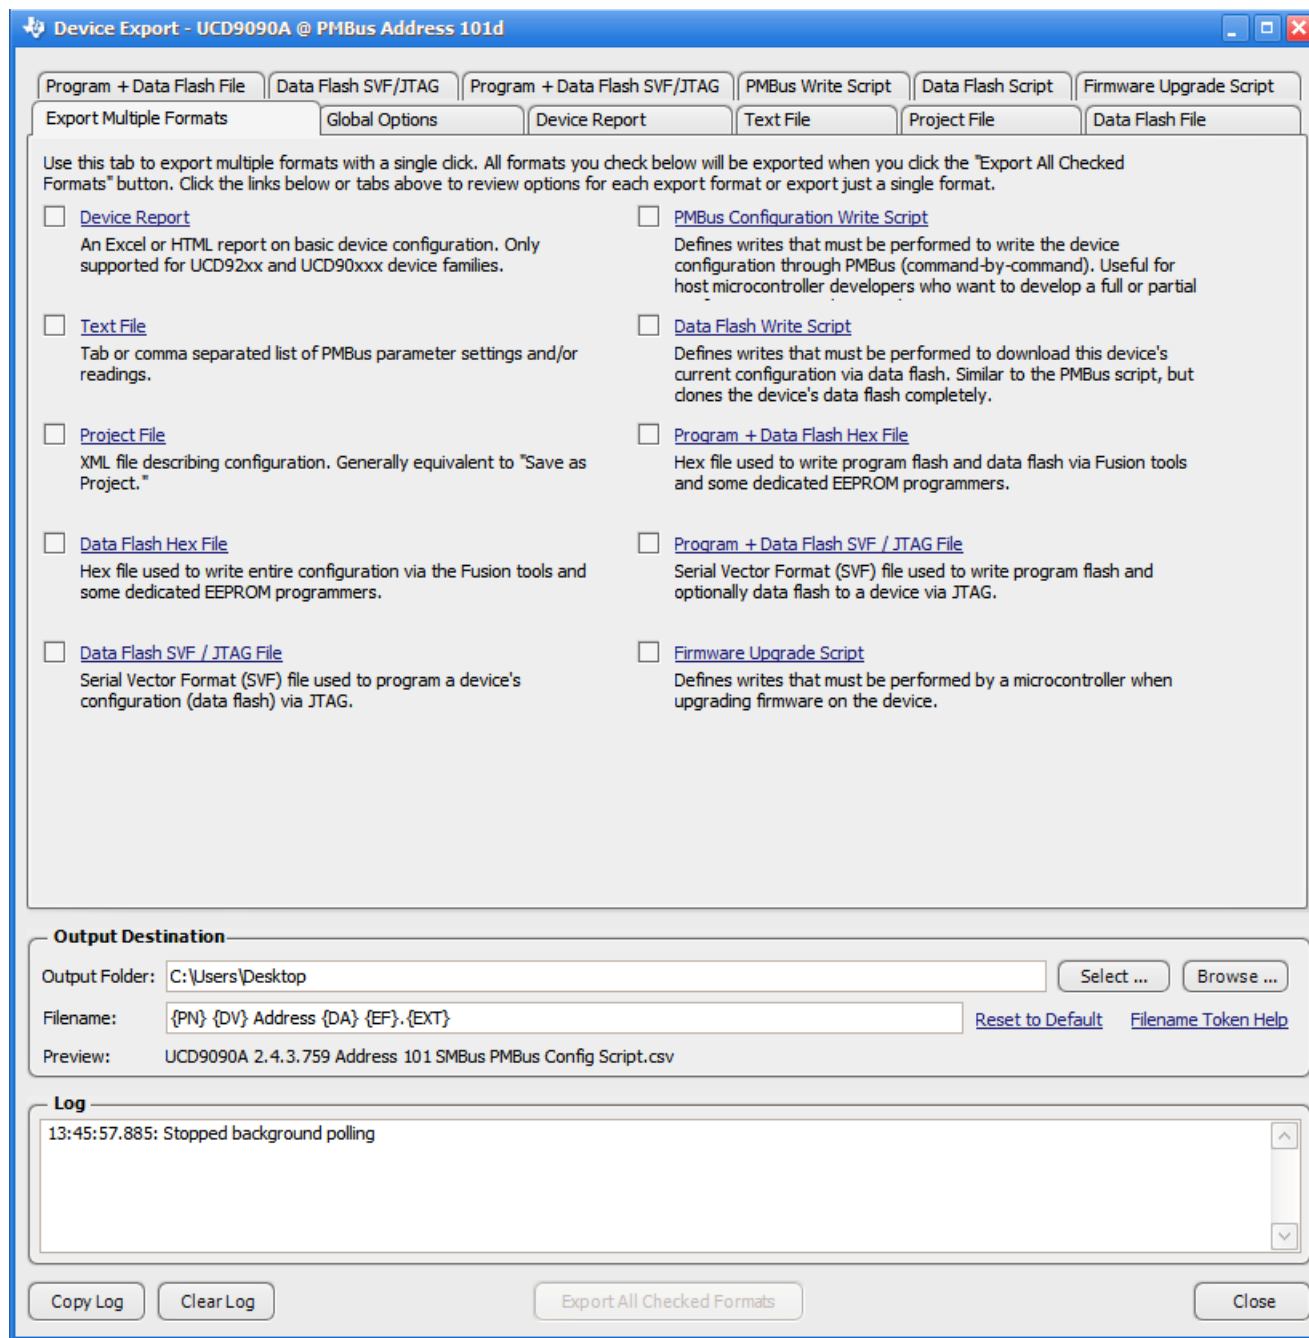 Device Export - UCD9090A @ PMBus Address 101d
Program + Data Flash File
Data Flash SVF/JTAG
Program + Data Flash SVF/JTAG
PMBus Write Script
Data Flash Script
Firmware Upgrade Script
Export Multiple Formats
Global Options
Device Report
Text File
Project File
Data Flash File
Use this tab to export multiple formats with a single click. All formats you check below will be exported when you click the "Export All Checked
Formats" button. Click the links below or tabs above to review options for each export format or export just a single format.
Device Report
An Excel or HTML report on basic device configuration. Only
supported for UCD92xx and UCD90xxx device families.
PMBus Configuration Write Script
Defines writes that must be performed to write the device
configuration through PMBus (command-by-command). Useful for
host microcontroller developers who want to develop a full or partial
Text File
Tab or comma separated list of PMBus parameter settings and/or
readings.
Data Flash Write Script
Defines writes that must be performed to download this device's
current configuration via data flash. Similar to the PMBus script, but
clones the device's data flash completely.
Project File
XML file describing configuration. Generally equivalent to "Save as
Project."
Program + Data Flash Hex File
Hex file used to write program flash and data flash via Fusion tools
and some dedicated EEPROM programmers.
Data Flash Hex File
Hex file used to write entire configuration via the Fusion tools and
some dedicated EEPROM programmers.
Program + Data Flash SVF / JTAG File
Serial Vector Format (SVF) file used to write program flash and
optionally data flash to a device via JTAG.
Data Flash SVF / JTAG File
Serial Vector Format (SVF) file used to program a device's
configuration (data flash) via JTAG.
Firmware Upgrade Script
Defines writes that must be performed by a microcontroller when
upgrading firmware on the device.
Output Destination
Output Folder: C:\Users\Desktop
Select ...
Browse ...
Filename: {PN} {DV} Address {DA} {EF}.{EXT}
Reset to Default
Filename Token Help
Preview: UCD9090A 2.4.3.759 Address 101 SMBus PMBus Config Script.csv
Log
13:45:57.885: Stopped background polling
Copy Log
Clear Log
Export All Checked Formats
Close